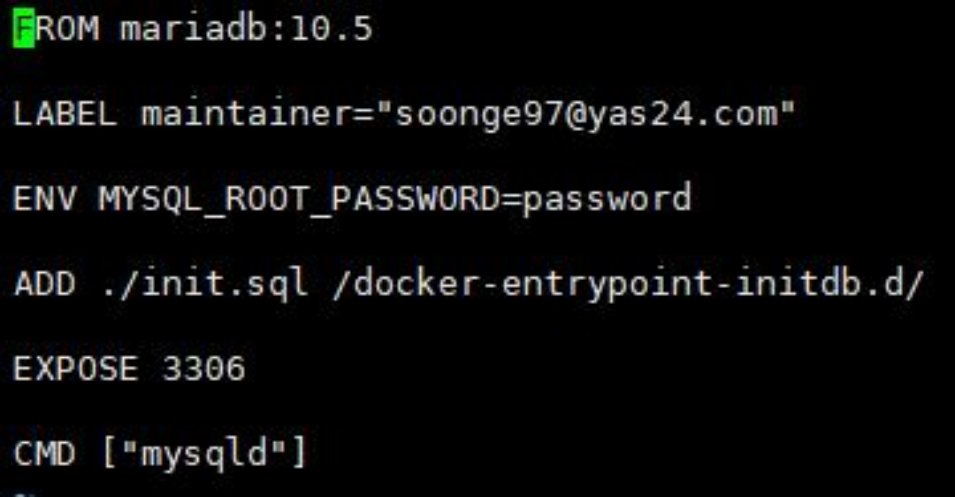 FROM mariadb:10.5
LABEL maintainer="soonge97@yas24.com"
ENV MYSQL_ROOT_PASSWORD=password
ADD ./init.sql /docker-entrypoint-initdb.d/
EXPOSE 3306
CMD ["mysqld"]